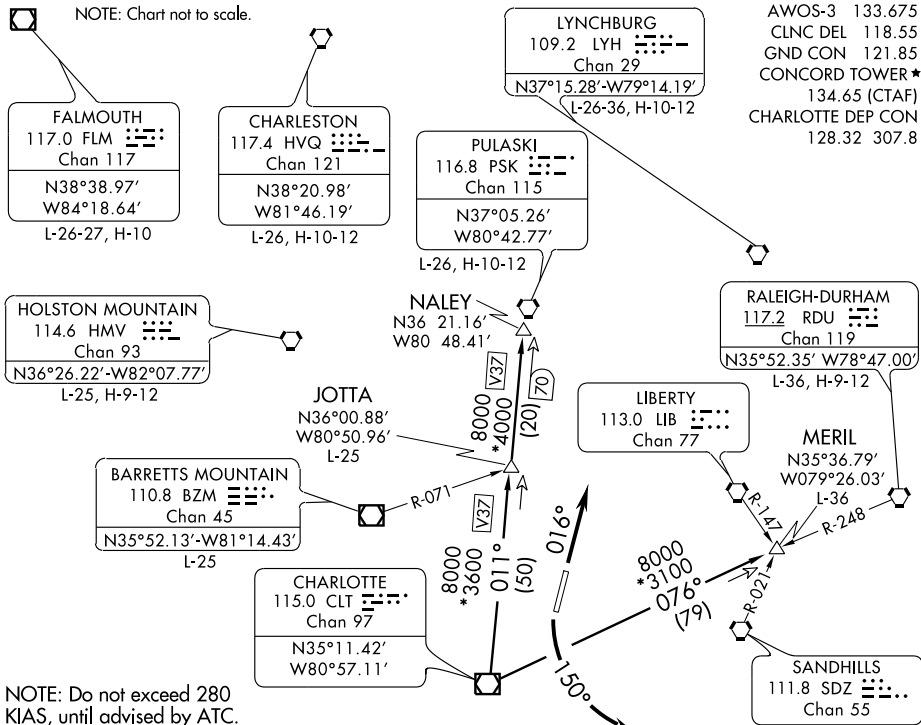 NOTE: Chart not to scale.
FALMOUTH
117.0 FLM
Chan 117
N38°38.97′
W84°18.64′
L-26-27, H-10
CHARLESTON
117.4 HVQ
Chan 121
N38°20.98′
W81°46.19′
L-26, H-10-12
LYNCHBURG
109.2 LYH
Chan 29
N37°15.28′-W79°14.19′
L-26-36, H-10-12
AWOS-3 133.675
CLNC DEL 118.55
GND CON 121.85
CONCORD TOWER★
134.65 (CTAF)
CHARLOTTE DEP CON
128.32 307.8
PULASKI
116.8 PSK
Chan 115
N37°05.26′
W80°42.77′
L-26, H-10-12
HOLSTON MOUNTAIN
114.6 HMV
Chan 93
N36°26.22′-W82°07.77′
L-25, H-9-12
NALEY
N36 21.16′
W80 48.41′
RALEIGH-DURHAM
117.2 RDU
Chan 119
N35°52.35′ W78°47.00′
L-36, H-9-12
JOTTA
N36°00.88′
W80°50.96′
L-25
8000
*4000
V37
(20)
70
LIBERTY
113.0 LIB
Chan 77
MERIL
N35°36.79′
W079°26.03′
L-36
BARRETTS MOUNTAIN
110.8 BZM
Chan 45
N35°52.13′-W81°14.43′
L-25
R-071
R-147
R-248
R-021
8000
*3600
V37
011°
(50)
016°
8000
*3100
076°
(79)
150°
CHARLOTTE
115.0 CLT
Chan 97
N35°11.42′
W80°57.11′
SANDHILLS
111.8 SDZ
Chan 55
NOTE: Do not exceed 280
KIAS, until advised by ATC.